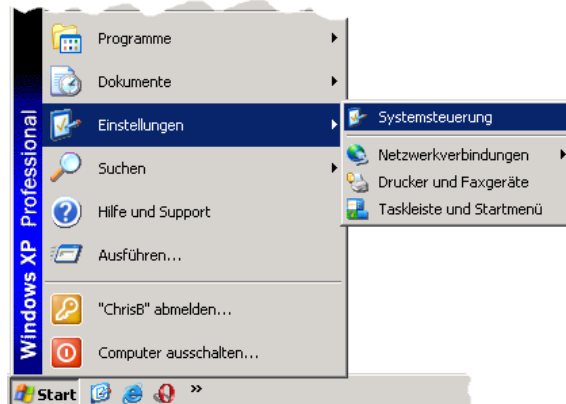 Programme
Dokumente
Einstellungen
Suchen
Hilfe und Support
Ausführen...
"ChrisB" abmelden...
Computer ausschalten...
Systemsteuerung
Netzwerkverbindungen
Drucker und Faxgeräte
Taskleiste und Startmenü
Windows XP Professional
Start »